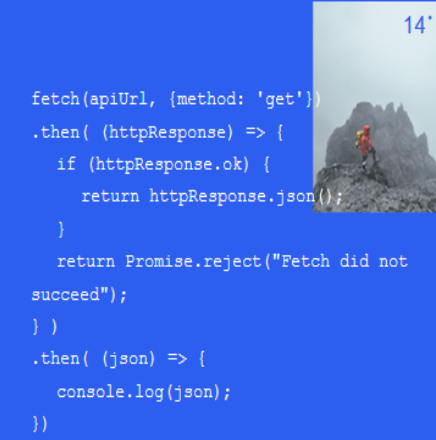 14°
fetch(apiUrl, {method: 'get'})
.then( (httpResponse) => {
if (httpResponse.ok) {
return httpResponse.json();
}
return Promise.reject("Fetch did not
succeed");
} )
.then( (json) => {
console.log(json);
})